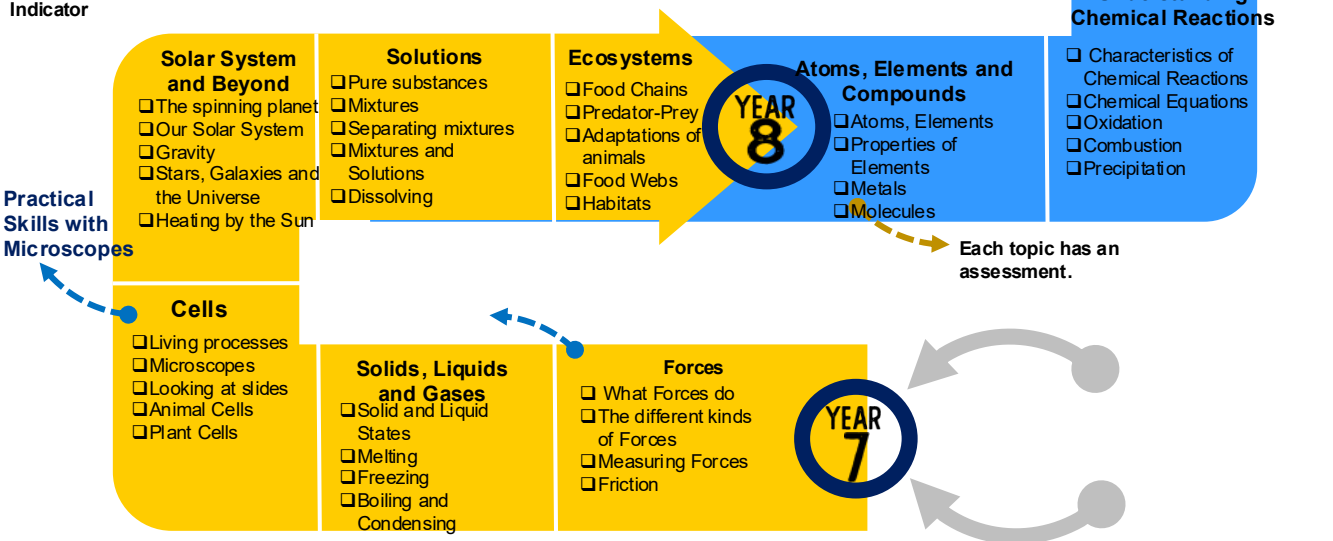 Indicator
Chemical Reactions
❑ Characteristics of
Chemical Reactions
❑Chemical Equations
❑Oxidation
❑Combustion
❑Precipitation
Solar System
and Beyond
❑The spinning planet
❑Our Solar System
❑Gravity
❑Stars, Galaxies and
the Universe
❑Heating by the Sun
Solutions
❑Pure substances
❑Mixtures
❑Separating mixtures
❑Mixtures and
Solutions
❑Dissolving
Ecosystems
❑Food Chains
❑Predator-Prey
❑Adaptations of
animals
❑Food Webs
❑Habitats
YEAR
8
Atoms, Elements and
Compounds
❑Atoms, Elements
❑Properties of
Elements
❑Metals
❑Molecules
Practical
Skills with
Microscopes
Each topic has an
assessment.
Cells
❑Living processes
❑Microscopes
❑Looking at slides
❑Animal Cells
❑Plant Cells
Solids, Liquids
and Gases
❑Solid and Liquid
States
❑Melting
❑Freezing
❑Boiling and
Condensing
Forces
❑ What Forces do
❑The different kinds
of Forces
❑Measuring Forces
❑Friction
YEAR
7